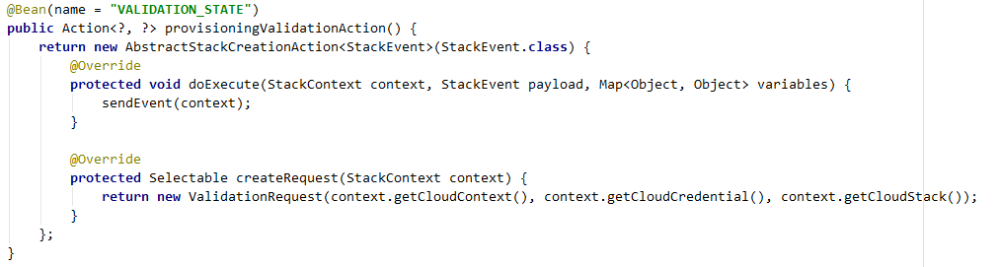 @Bean(name = "VALIDATION_STATE")
public Action<?, ?> provisioningValidationAction() {
    return new AbstractStackCreationAction<StackEvent>(StackEvent.class) {
        @Override
        protected void doExecute(StackContext context, StackEvent payload, Map<Object, Object> variables) {
            sendEvent(context);
        }

        @Override
        protected Selectable createRequest(StackContext context) {
            return new ValidationRequest(context.getCloudContext(), context.getCloudCredential(), context.getCloudStack());
        }
    };
}